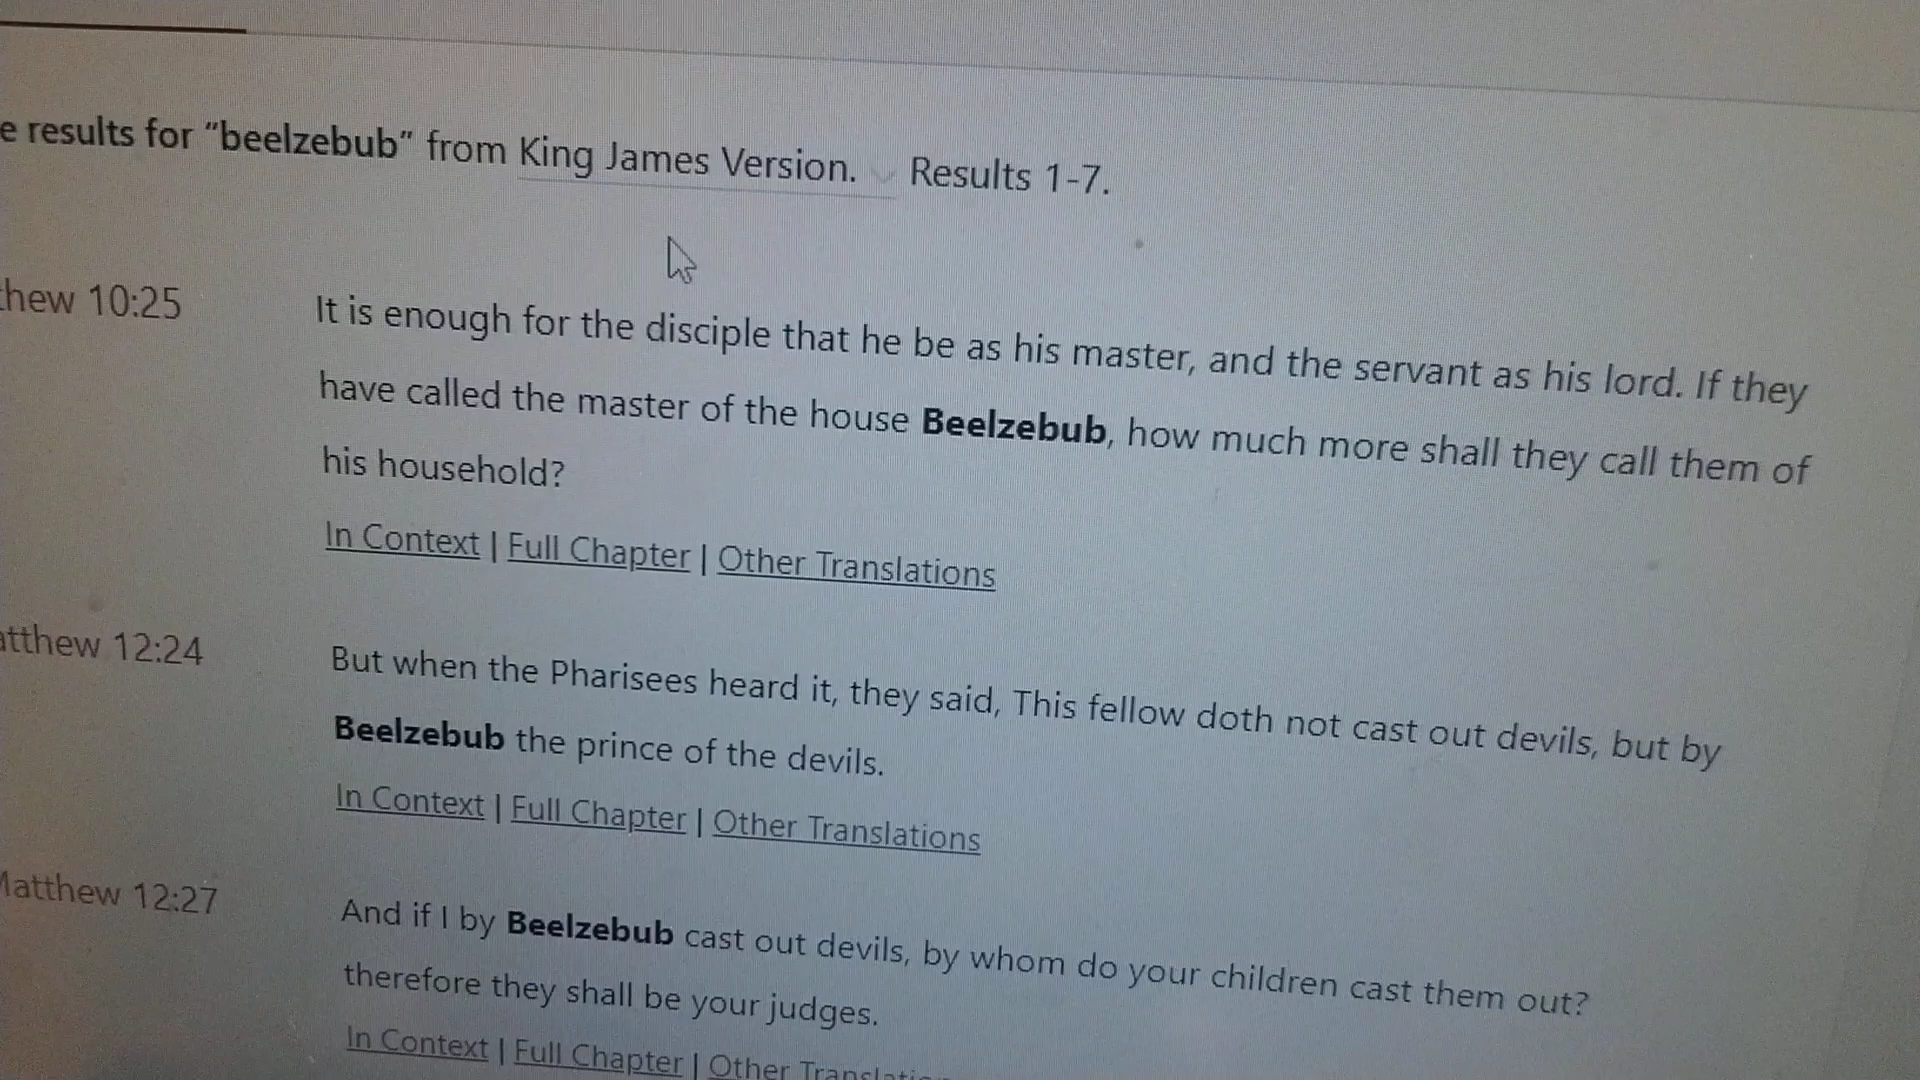 results for “beelzebub” from King James Version. Results 1-7.
10:25
It is enough for the disciple that he be as his master, and the servant as his lord. If they
have called the master of the house Beelzebub, how much more shall they call them of
his household?
In Context | Full Chapter | Other Translations
12:24
But when the Pharisees heard it, they said, This fellow doth not cast out devils, but by
Beelzebub the prince of the devils.
In Context | Full Chapter | Other Translations
Matthew 12:27
And if I by Beelzebub cast out devils, by whom do your children cast them out?
therefore they shall be your judges.
In Context | Full Chapter | Other